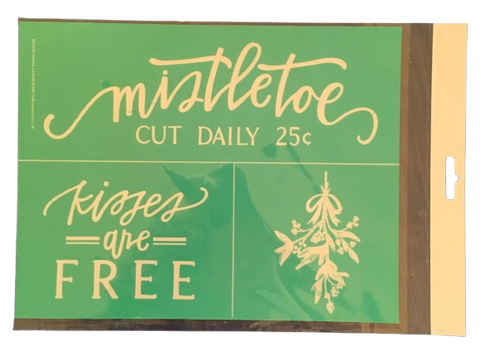 mistletoe
CUT DAILY 25¢
kisses
are
FREE